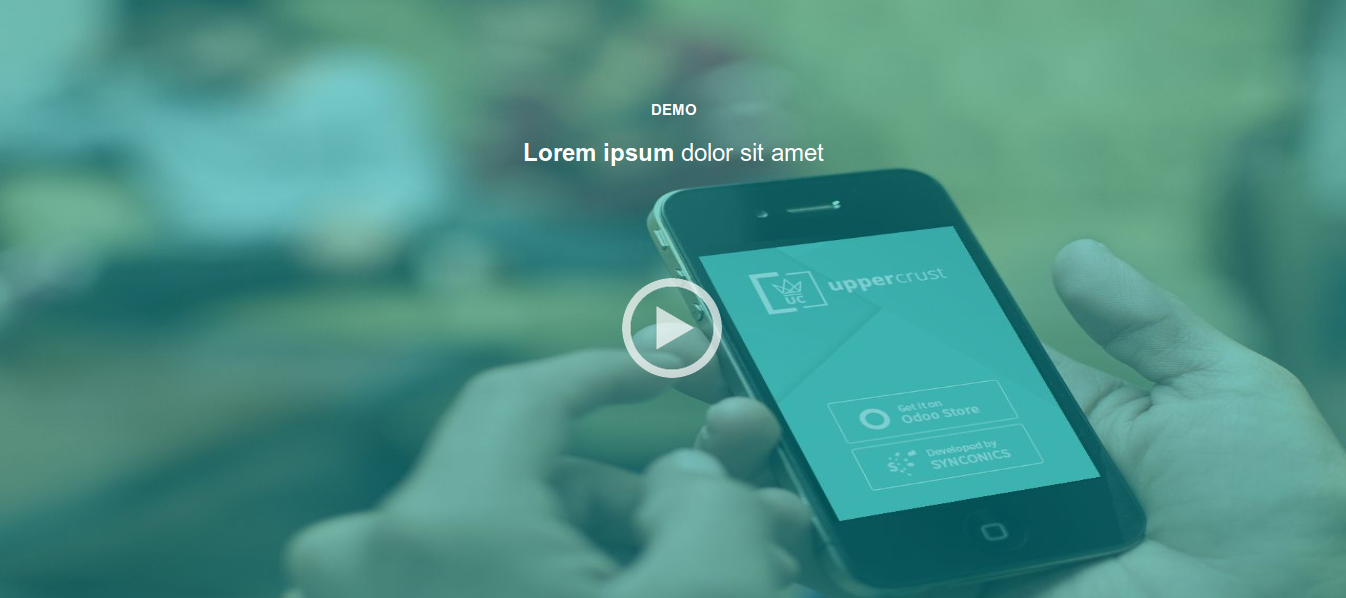 DEMO
Lorem ipsum dolor sit amet
UC
uppercrust
Get it on
Odoo Store
Developed by
SYNCONICS